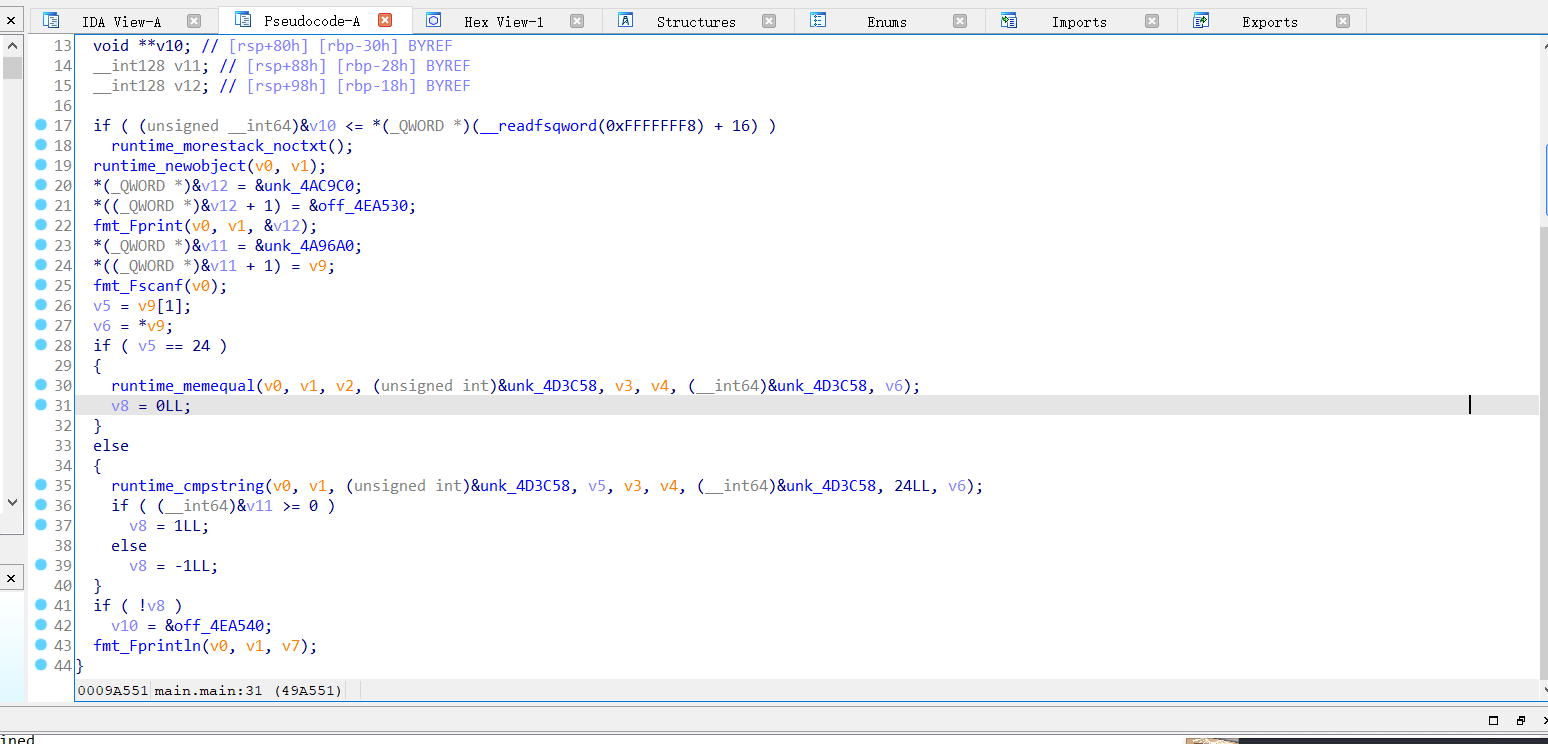 IDA View-A Pseudocode-A Hex View-1 Structures Enums Imports Exports
13 void **v10; // [rsp+80h] [rbp-30h] BYREF
14 __int128 v11; // [rsp+88h] [rbp-28h] BYREF
15 __int128 v12; // [rsp+98h] [rbp-18h] BYREF
16
17 if ( (unsigned __int64)&v10 <= *(_QWORD *)(__readfsqword(0xFFFFFFF8) + 16) )
18 runtime_morestack_noctxt();
19 runtime_newobject(v0, v1);
20 *(_QWORD *)&v12 = &unk_4AC9C0;
21 *((_QWORD *)&v12 + 1) = &off_4EA530;
22 fmt_Fprint(v0, v1, &v12);
23 *(_QWORD *)&v11 = &unk_4A96A0;
24 *((_QWORD *)&v11 + 1) = v9;
25 fmt_Fscanf(v0);
26 v5 = v9[1];
27 v6 = *v9;
28 if ( v5 == 24 )
29 {
30 runtime_memequal(v0, v1, v2, (unsigned int)&unk_4D3C58, v3, v4, (__int64)&unk_4D3C58, v6);
31 v8 = 0LL;
32 }
33 else
34 {
35 runtime_cmpstring(v0, v1, (unsigned int)&unk_4D3C58, v5, v3, v4, (__int64)&unk_4D3C58, 24LL, v6);
36 if ( (__int64)&v11 >= 0 )
37 v8 = 1LL;
38 else
39 v8 = -1LL;
40 }
41 if ( !v8 )
42 v10 = &off_4EA540;
43 fmt_Fprintln(v0, v1, v7);
44 }
0009A551 main.main:31 (49A551)
ined